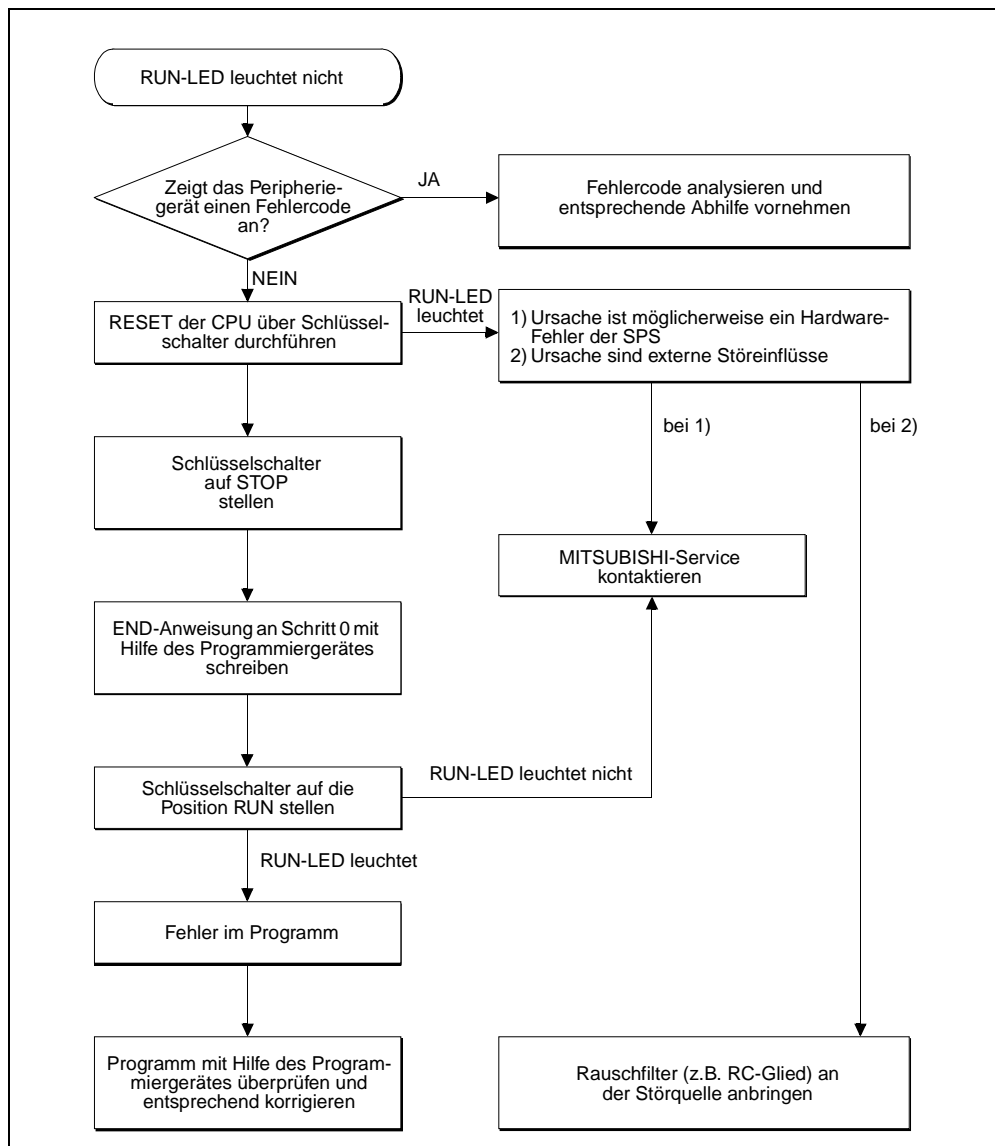 RUN-LED leuchtet nicht
Zeigt das Peripherie-
gerät einen Fehlercode
an?
JA
Fehlercode analysieren und
entsprechende Abhilfe vornehmen
NEIN
RESET der CPU über Schlüssel-
schalter durchführen
RUN-LED
leuchtet
1) Ursache ist möglicherweise ein Hardware-
Fehler der SPS
2) Ursache sind externe Störeinflüsse
bei 1)
bei 2)
Schlüsselschalter
auf STOP
stellen
MITSUBISHI-Service
kontaktieren
END-Anweisung an Schritt 0 mit
Hilfe des Programmiergerätes
schreiben
Schlüsselschalter auf die
Position RUN stellen
RUN-LED leuchtet nicht
RUN-LED leuchtet
Fehler im Programm
Programm mit Hilfe des Program-
miergerätes überprüfen und
entsprechend korrigieren
Rauschfilter (z.B. RC-Glied) an
der Störquelle anbringen